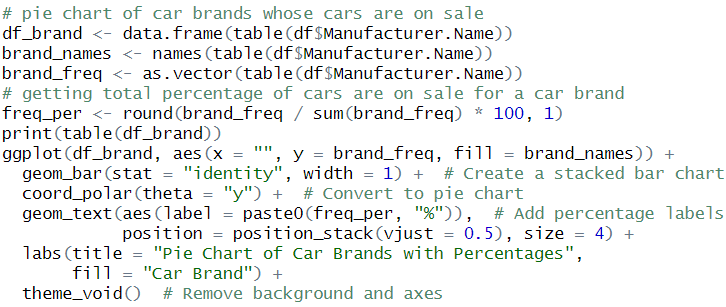 # pie chart of car brands whose cars are on sale
df_brand <- data.frame(table(df$Manufacturer.Name))
brand_names <- names(table(df$Manufacturer.Name))
brand_freq <- as.vector(table(df$Manufacturer.Name))
# getting total percentage of cars are on sale for a car brand
freq_per <- round(brand_freq / sum(brand_freq) * 100, 1)
print(table(df_brand))
ggplot(df_brand, aes(x = "", y = brand_freq, fill = brand_names)) +
  geom_bar(stat = "identity", width = 1) +  # Create a stacked bar chart
  coord_polar(theta = "y") +  # Convert to pie chart
  geom_text(aes(label = paste0(freq_per, "%")),  # Add percentage labels
            position = position_stack(vjust = 0.5), size = 4) +
  labs(title = "Pie Chart of Car Brands with Percentages",
       fill = "Car Brand") +
  theme_void()  # Remove background and axes